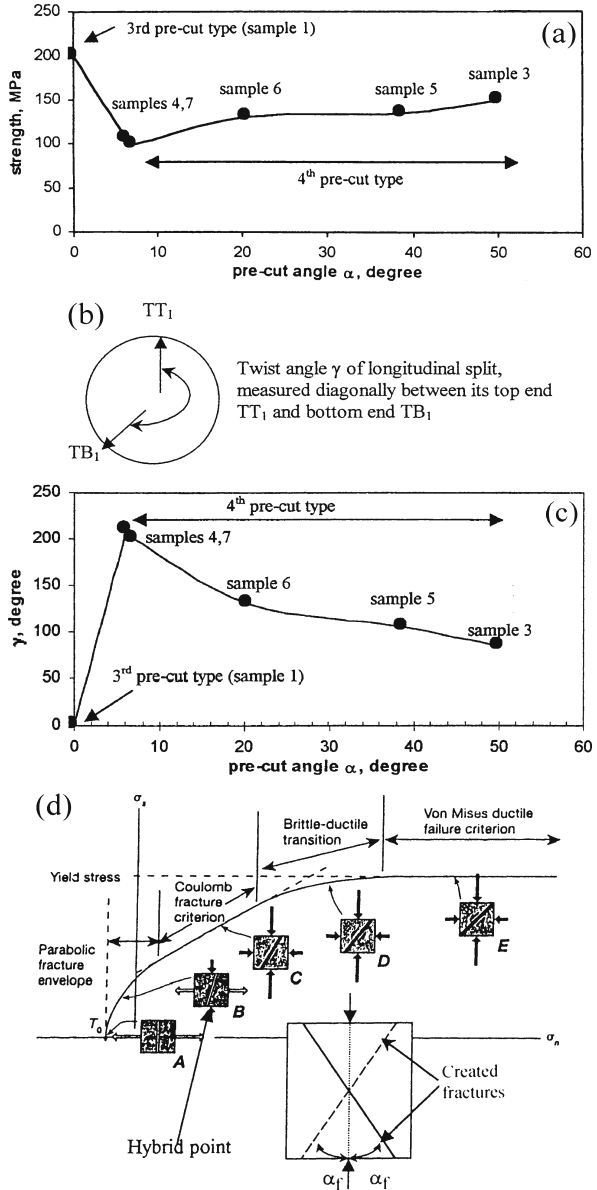 (a)
3rd pre-cut type (sample 1)
samples 4,7
sample 6
sample 5
sample 3
4th pre-cut type
strength, MPa
250
200
150
100
50
0
0 10 20 30 40 50 60
pre-cut angle α, degree
(b)
TT1
TB1
Twist angle γ of longitudinal split,
measured diagonally between its top end
TT1 and bottom end TB1
(c)
4th pre-cut type
samples 4,7
sample 6
sample 5
sample 3
3rd pre-cut type (sample 1)
γ, degree
250
200
150
100
50
0
0 10 20 30 40 50 60
pre-cut angle α, degree
(d)
σs
Brittle-ductile
transition
Von Mises ductile
failure criterion
Yield stress
Coulomb
fracture
criterion
Parabolic
fracture
envelope
T0
A
B
C
D
E
σn
Hybrid point
Created
fractures
αf αf